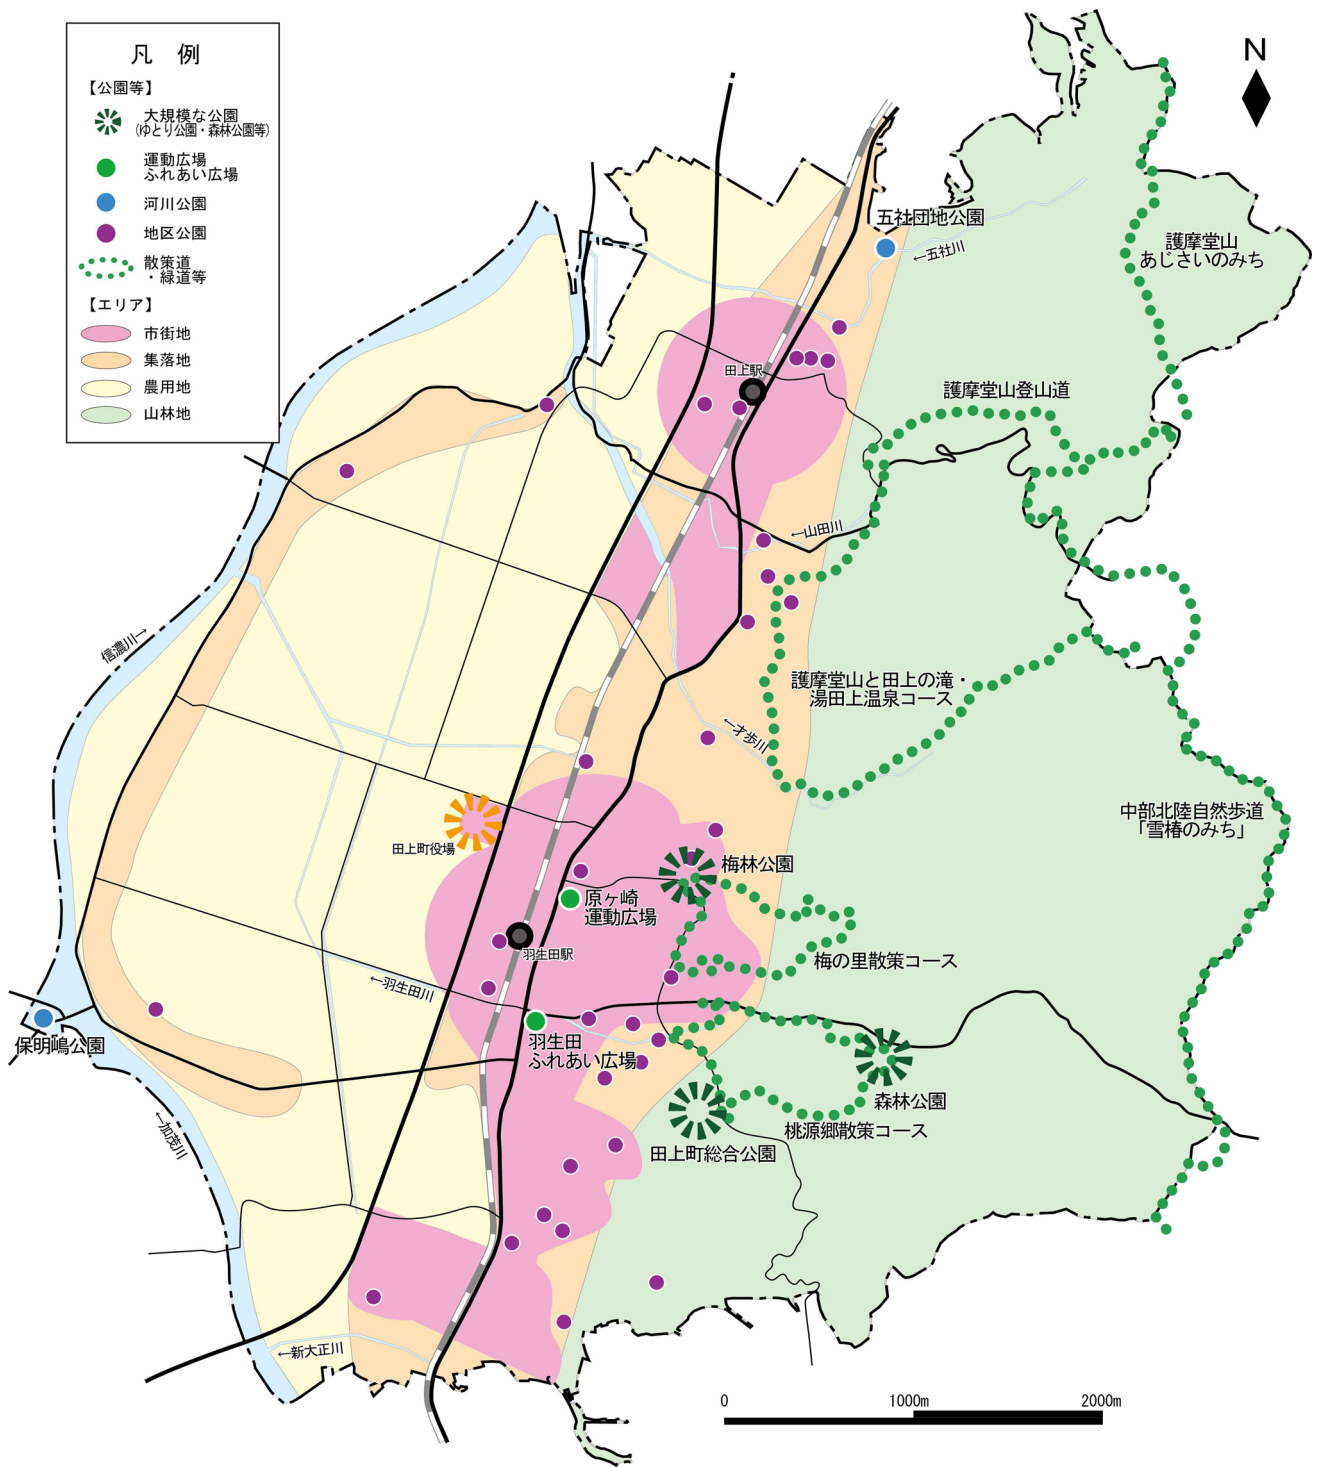 凡 例
【公園等】
大規模な公園
(ゆとり公園・森林公園等)
運動広場
ふれあい広場
河川公園
地区公園
散策道
・緑道等
【エリア】
市街地
集落地
農用地
山林地
N
五社団地公園
←五社川
護摩堂山
あじさいのみち
田上駅
護摩堂山登山道
←山田川
信濃川→
護摩堂山と田上の滝・
湯田上温泉コース
←才歩川
中部北陸自然歩道
「雪椿のみち」
田上町役場
梅林公園
原ヶ崎
運動広場
羽生田駅
梅の里散策コース
←羽生田川
保明嶋公園
羽生田
ふれあい広場
森林公園
桃源郷散策コース
田上町総合公園
←加茂川
←新大正川
0 1000m 2000m